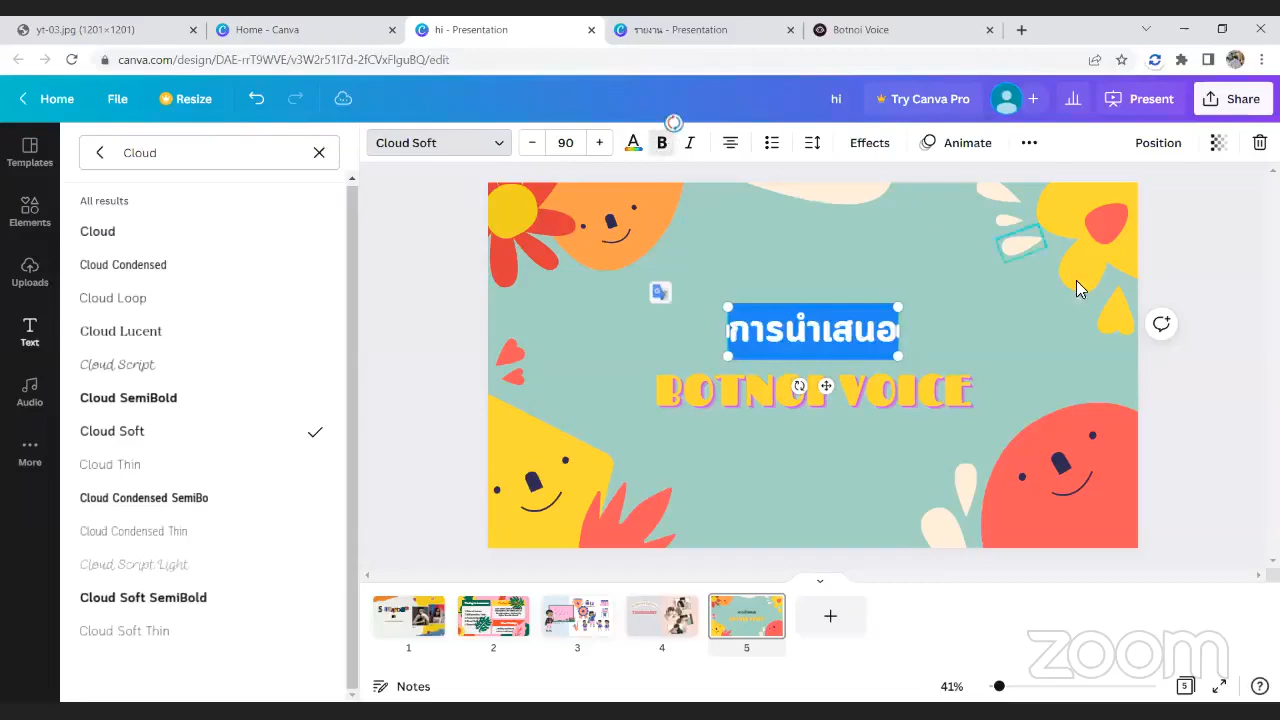 yt-03.jpg (1201×1201)
Home - Canva
hi - Presentation
รายงาน - Presentation
Botnoi Voice
canva.com/design/DAE-rrT9WVE/v3W2r51I7d-2fCVxFIguBQ/edit
Home
File
Resize
hi
Try Canva Pro
Present
Share
Templates
Elements
Uploads
Text
Audio
More
Cloud
All results
Cloud
Cloud Condensed
Cloud Loop
Cloud Lucent
Cloud Script
Cloud SemiBold
Cloud Soft
Cloud Thin
Cloud Condensed SemiBo
Cloud Condensed Thin
Cloud Script Light
Cloud Soft SemiBold
Cloud Soft Thin
Cloud Soft
90
A
B
I
Effects
Animate
Position
การนำเสนอ
BOTNOI VOICE
1
2
3
4
5
Notes
41%
5
zoom